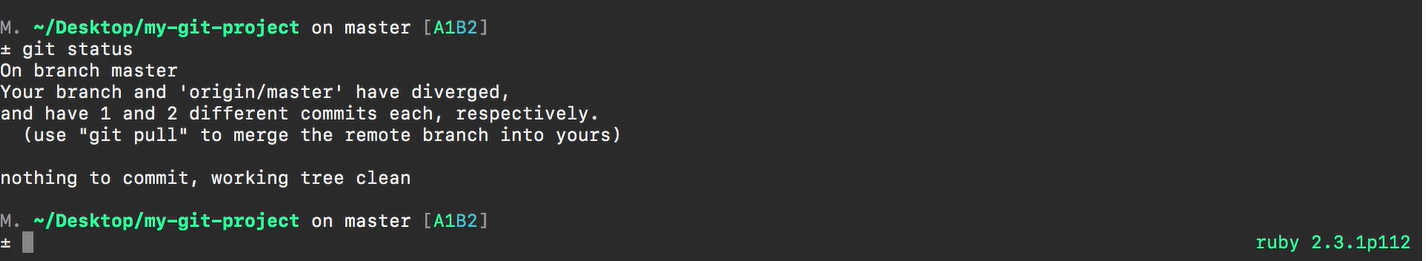 M. ~/Desktop/my-git-project on master [A1B2]
± git status
On branch master
Your branch and 'origin/master' have diverged,
and have 1 and 2 different commits each, respectively.
  (use "git pull" to merge the remote branch into yours)
nothing to commit, working tree clean
M. ~/Desktop/my-git-project on master [A1B2]
±
ruby 2.3.1p112